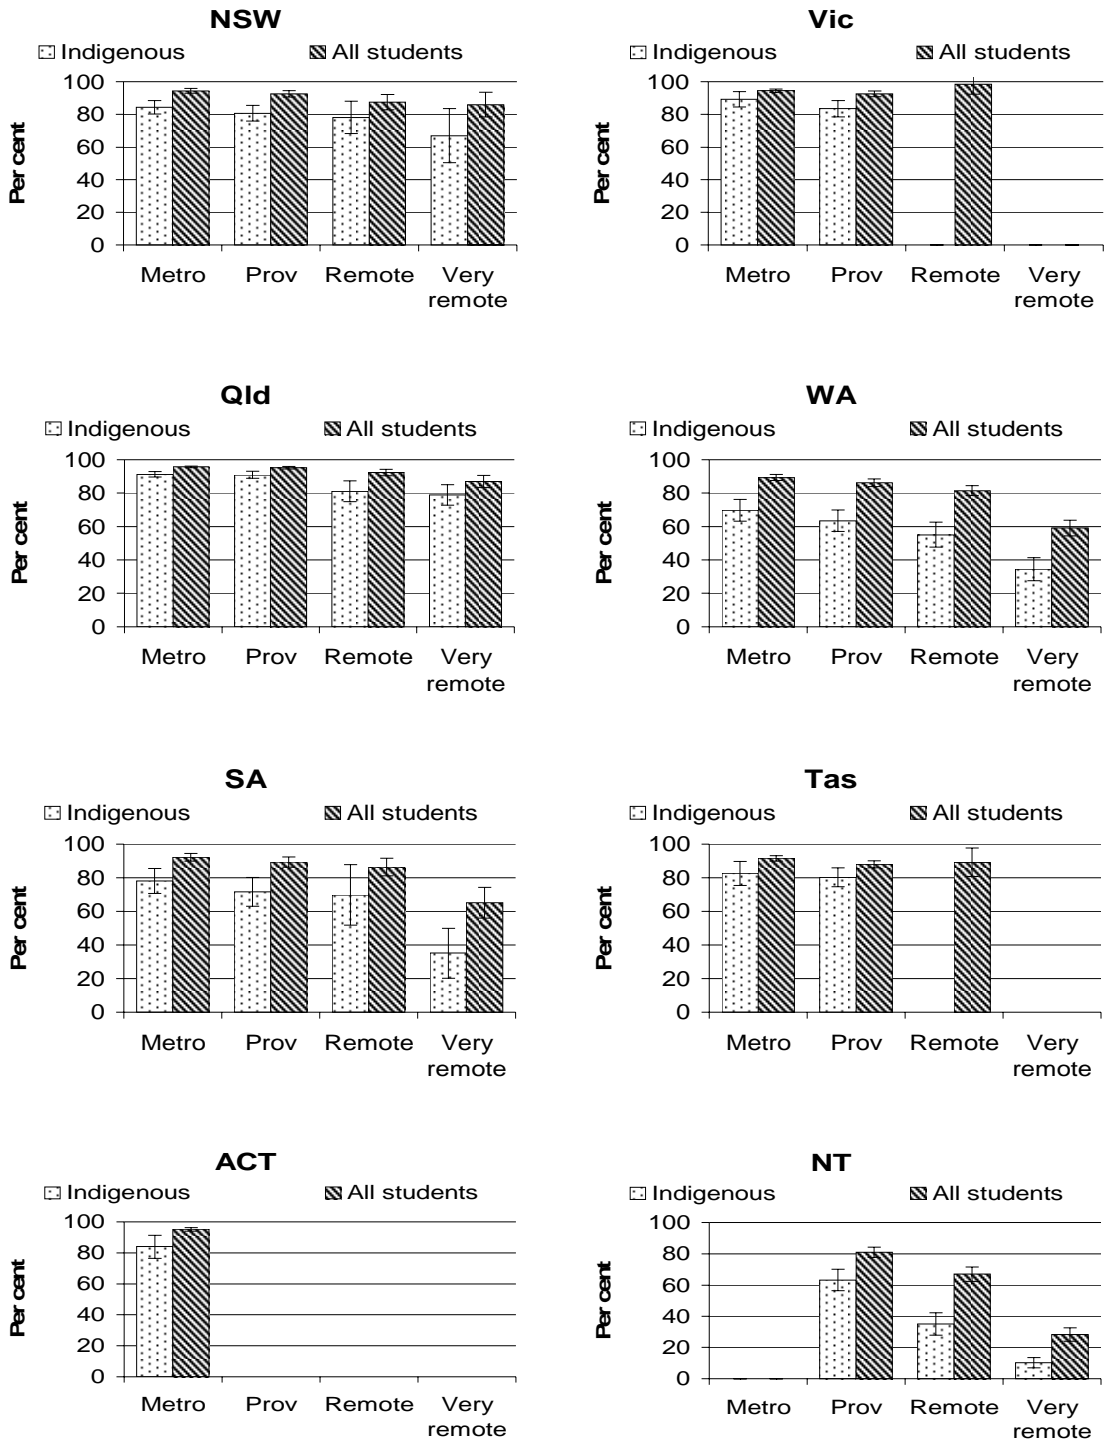 NSW
Indigenous All students
100
80
60
40
20
0
Per cent
Metro Prov Remote Very
remote
Vic
Indigenous All students
100
80
60
40
20
0
Per cent
Metro Prov Remote Very
remote
Qld
Indigenous All students
100
80
60
40
20
0
Per cent
Metro Prov Remote Very
remote
WA
Indigenous All students
100
80
60
40
20
0
Per cent
Metro Prov Remote Very
remote
SA
Indigenous All students
100
80
60
40
20
0
Per cent
Metro Prov Remote Very
remote
Tas
Indigenous All students
100
80
60
40
20
0
Per cent
Metro Prov Remote Very
remote
ACT
Indigenous All students
100
80
60
40
20
0
Per cent
Metro Prov Remote Very
remote
NT
Indigenous All students
100
80
60
40
20
0
Per cent
Metro Prov Remote Very
remote